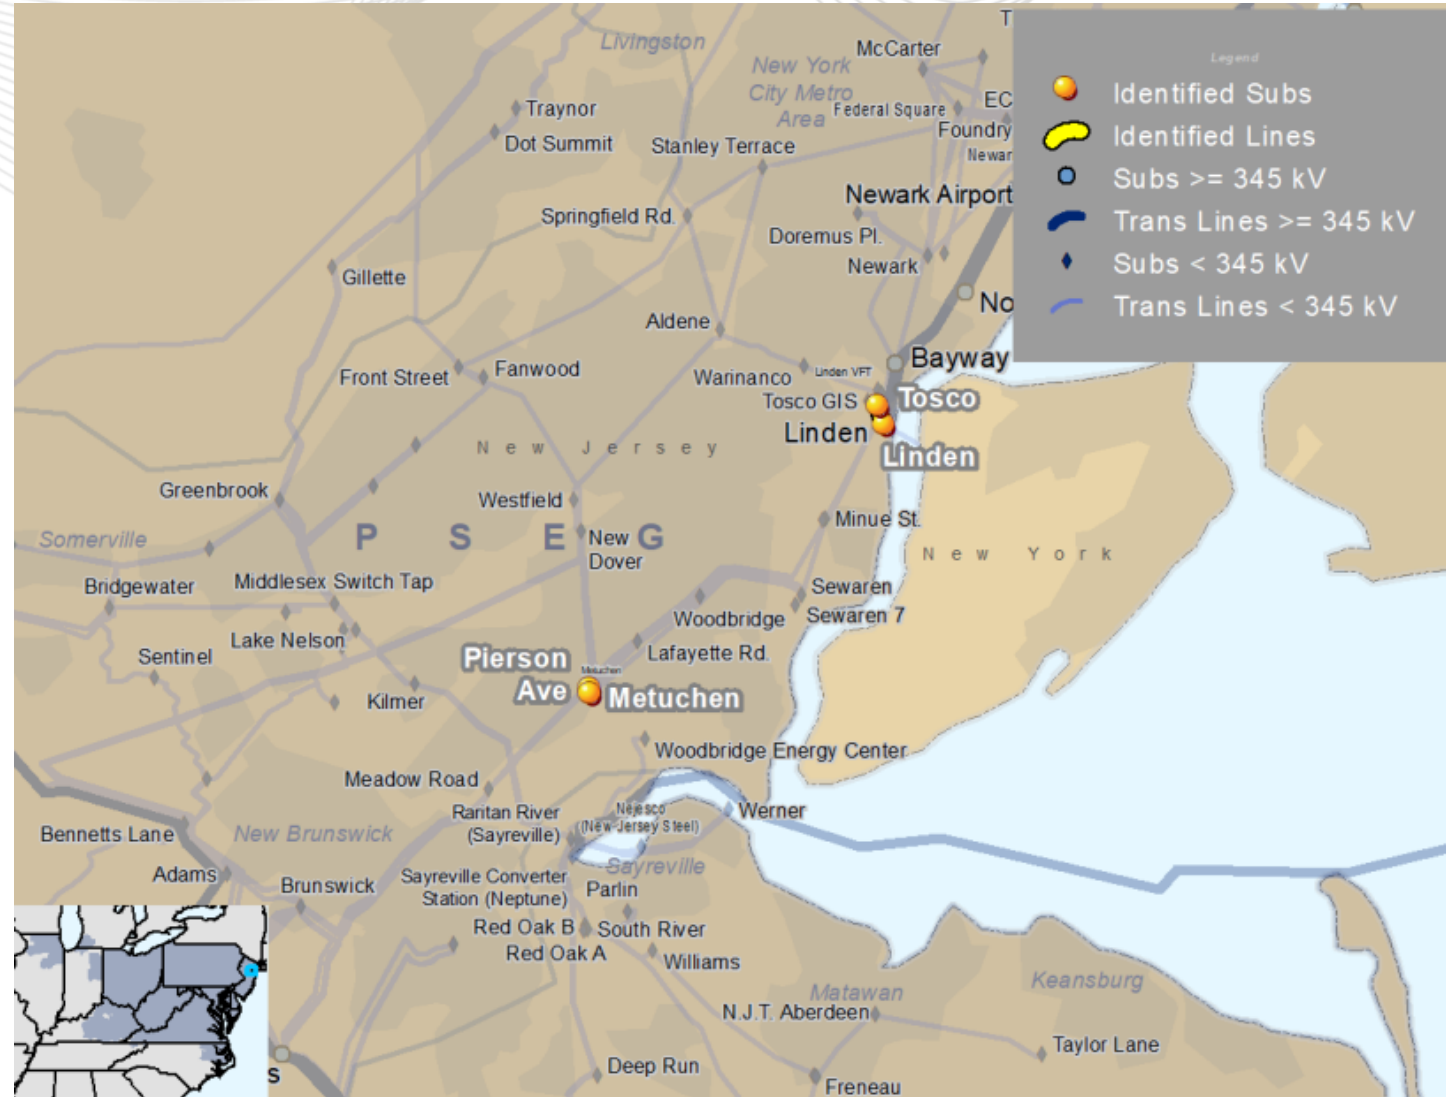 T
Livingston
McCarter
New York
City Metro
Area
Federal Square
EC
Foundry
Newar
Traynor
Dot Summit
Stanley Terrace
Newark Airport
Springfield Rd.
Doremus Pl.
Newark
Gillette
No
Aldene
Bayway
Front Street
Fanwood
Warinanco
Linden VFT
Tosco GIS
Tosco
Linden
Linden
New Jersey
Greenbrook
Westfield
Minue St.
Somerville
PSEG
New
Dover
New York
Bridgewater
Middlesex Switch Tap
Sewaren
Sewaren 7
Woodbridge
Lake Nelson
Sentinel
Lafayette Rd.
Pierson
Ave
Metuchen
Metuchen
Kilmer
Woodbridge Energy Center
Meadow Road
Raritan River
(Sayreville)
Nejesco
(New Jersey Steel)
Werner
Bennetts Lane
New Brunswick
Sayreville
Adams
Brunswick
Sayreville Converter
Station (Neptune)
Parlin
Red Oak B
South River
Red Oak A
Williams
Matawan
Keansburg
N.J.T. Aberdeen
Taylor Lane
Deep Run
Freneau
s
Legend
Identified Subs
Identified Lines
Subs >= 345 kV
Trans Lines >= 345 kV
Subs < 345 kV
Trans Lines < 345 kV